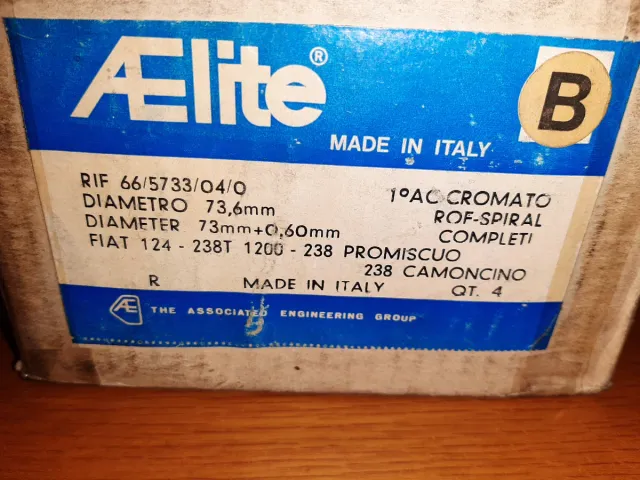 AElite®
B
MADE IN ITALY
RIF 66/5733/04/0
1°AC CROMATO
DIAMETRO 73,6mm
ROF-SPIRAL
DIAMETER 73mm+0,60mm
COMPLETI
FIAT 124 - 238T 1200 - 238 PROMISCUO
238 CAMONCINO
R MADE IN ITALY QT. 4
AE THE ASSOCIATED ENGINEERING GROUP